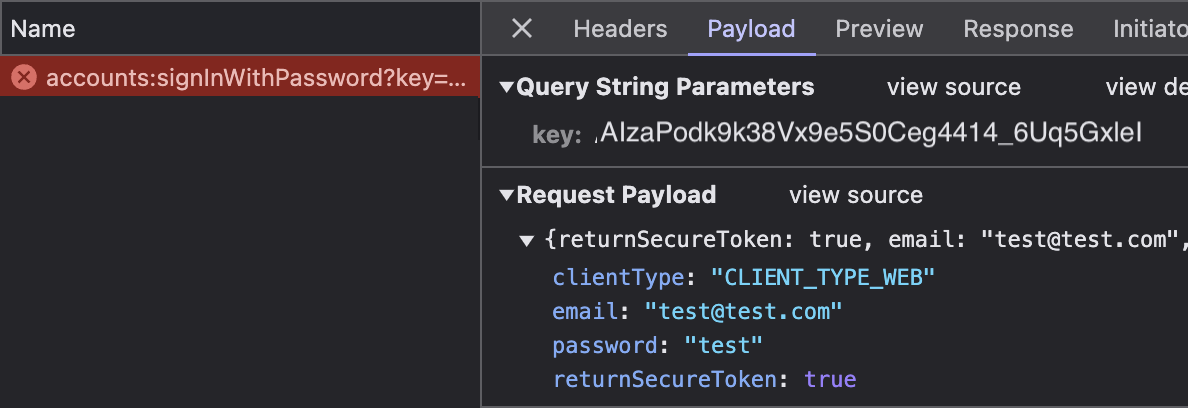 Name
Headers Payload Preview Response Initiato
accounts:signInWithPassword?key=...
▼Query String Parameters view source view de
key: AIzaPodk9k38Vx9e5S0Ceg4414_6Uq5GxleI
▼Request Payload view source
▼ {returnSecureToken: true, email: "test@test.com",
clientType: "CLIENT_TYPE_WEB"
email: "test@test.com"
password: "test"
returnSecureToken: true